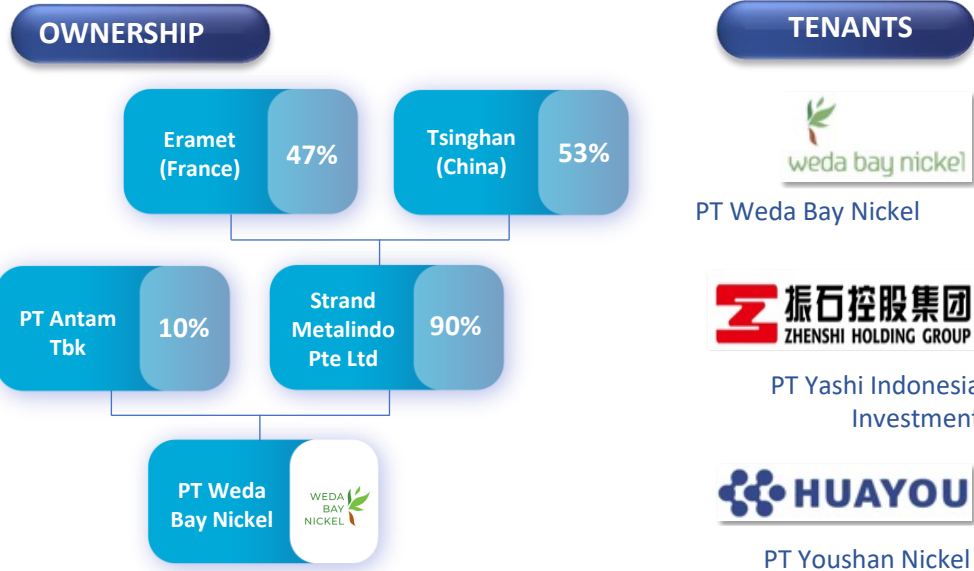 OWNERSHIP
Eramet
(France)
47%
Tsinghan
(China)
53%
PT Antam
Tbk
10%
Strand
Metalindo
Pte Ltd
90%
PT Weda
Bay Nickel
WEDA
BAY
NICKEL
TENANTS
weda bay nickel
PT Weda Bay Nickel
振石控股集团
ZHENSHI HOLDING GROUP
PT Yashi Indonesia
Investment
HUAYOU
PT Youshan Nickel